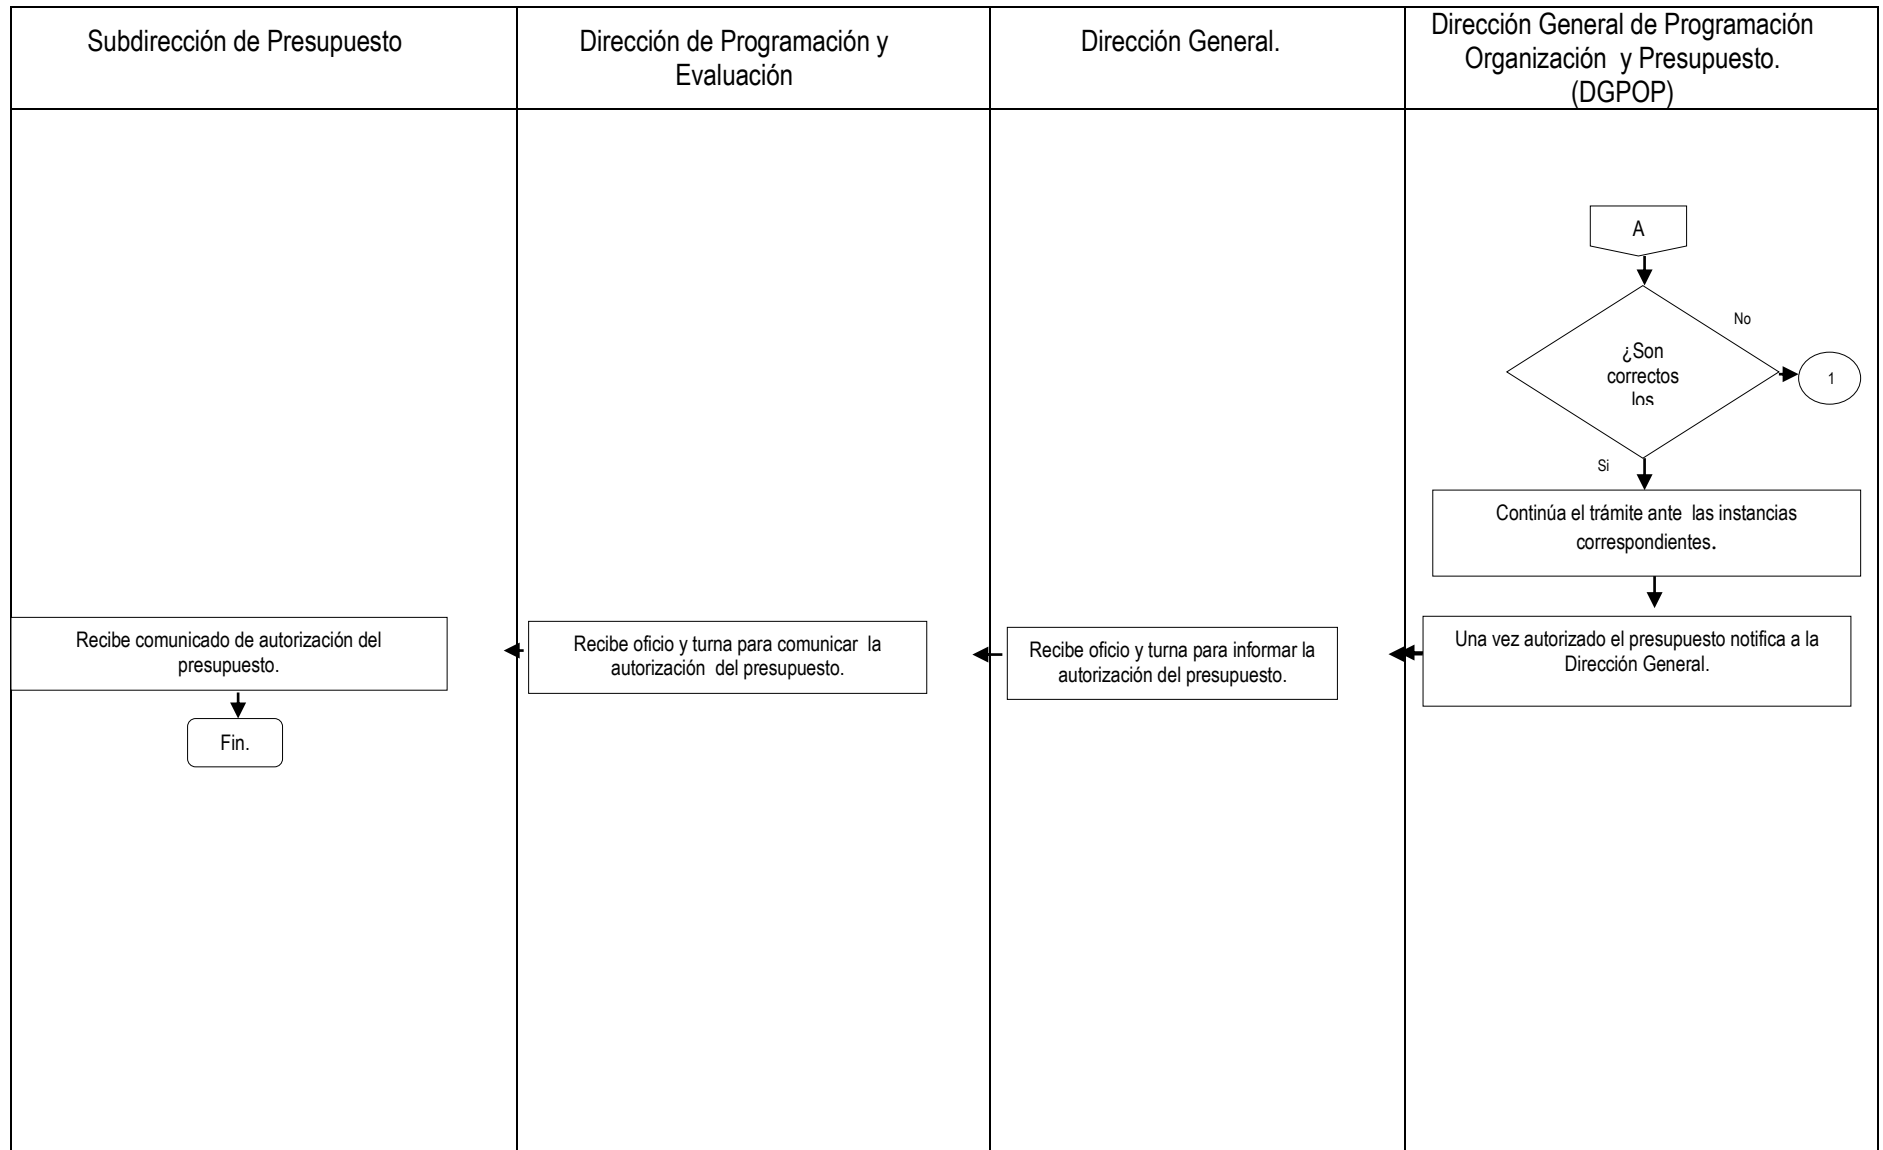 Subdirección de Presupuesto
Dirección de Programación y
Evaluación
Dirección General.
Dirección General de Programación
Organización y Presupuesto.
(DGPOP)
A
No
¿Son
correctos
los
1
Si
Continúa el trámite ante las instancias
correspondientes.
Recibe comunicado de autorización del
presupuesto.
Recibe oficio y turna para comunicar la
autorización del presupuesto.
Recibe oficio y turna para informar la
autorización del presupuesto.
Una vez autorizado el presupuesto notifica a la
Dirección General.
Fin.